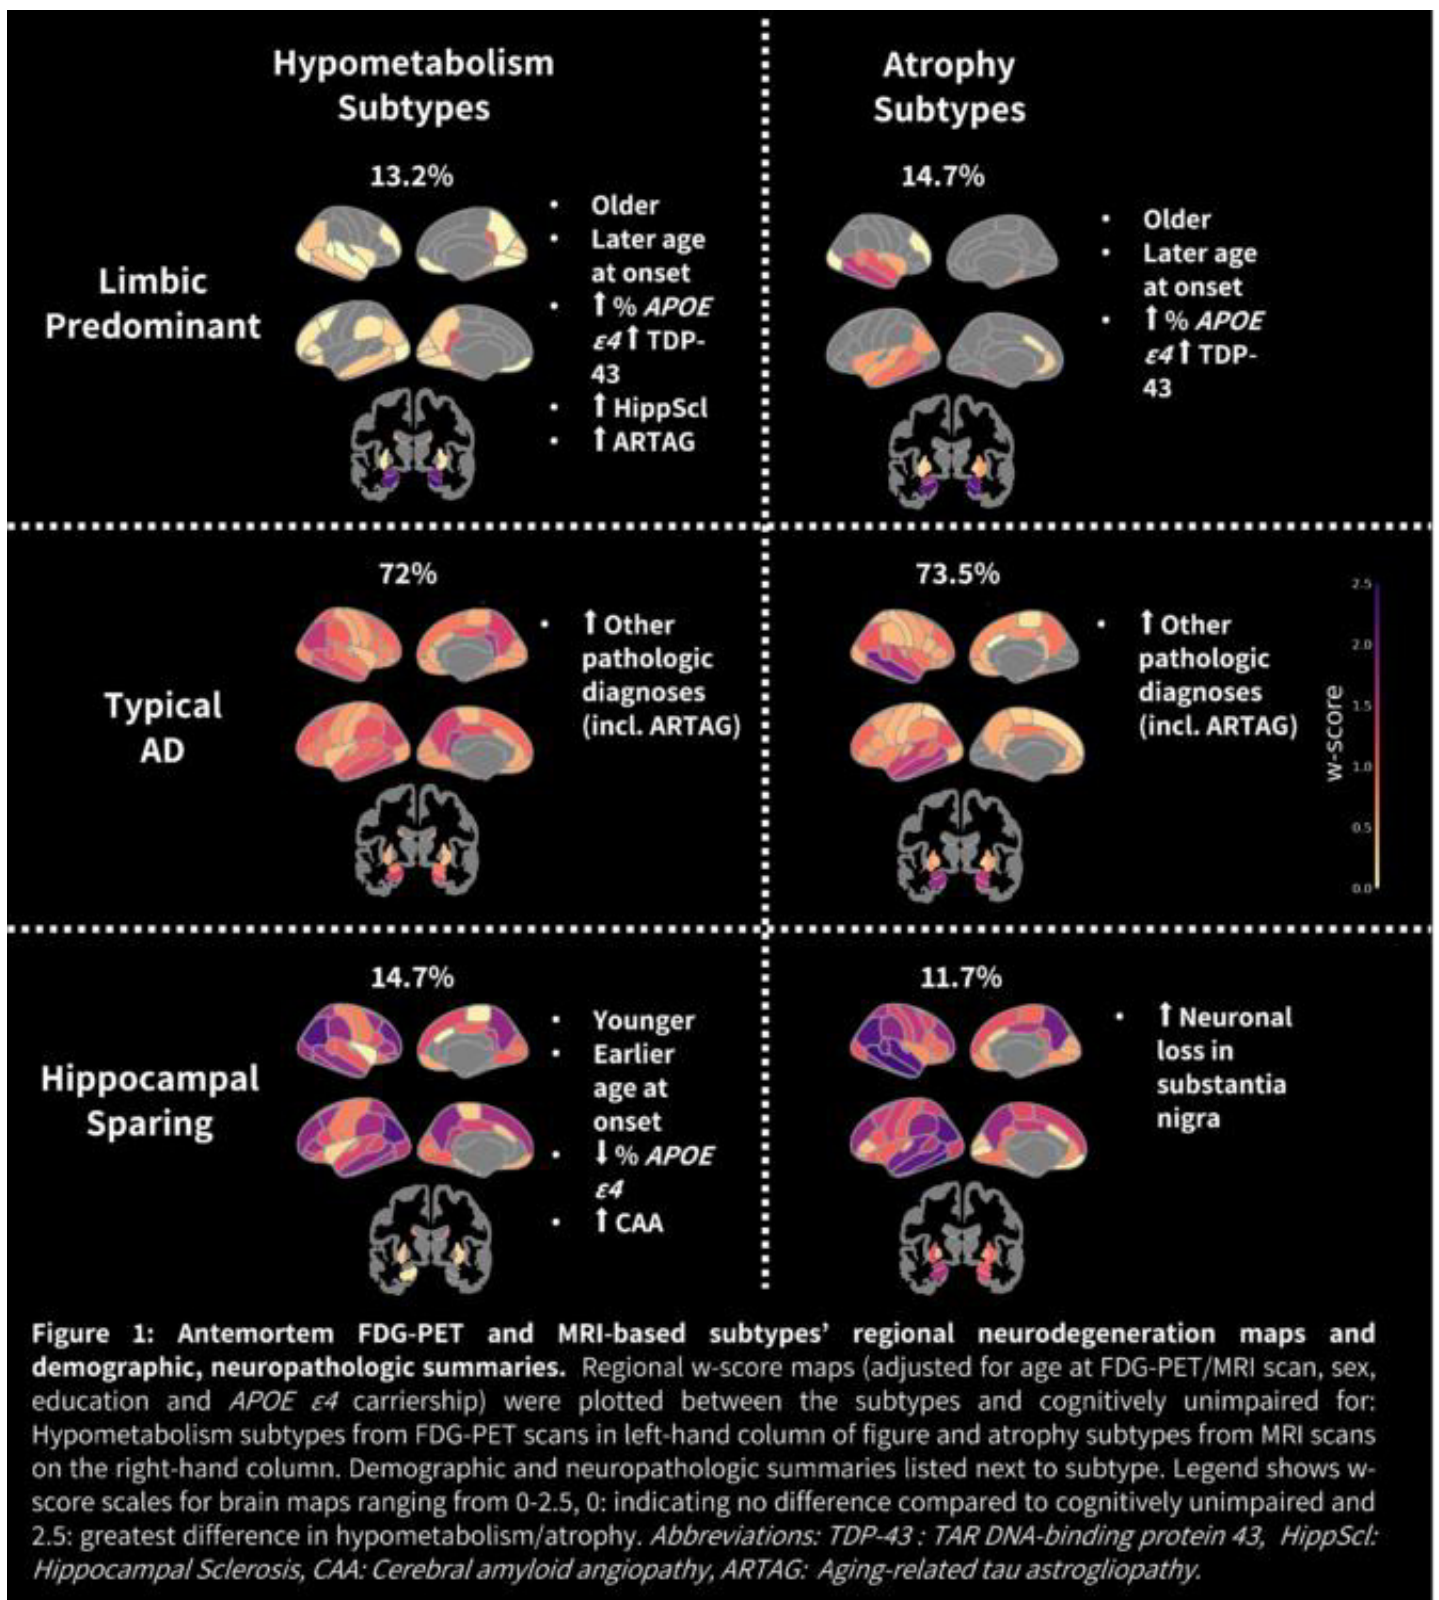 Hypometabolism
Subtypes
Atrophy
Subtypes
Limbic
Predominant
13.2%
• Older
• Later age
at onset
• ⬆% APOE
ε4⬆TDP-
43
• ⬆HippScl
• ⬆ARTAG
14.7%
• Older
• Later age
at onset
• ⬆% APOE
ε4⬆TDP-
43
Typical
AD
72%
• ⬆Other
pathologic
diagnoses
(incl. ARTAG)
73.5%
• ⬆Other
pathologic
diagnoses
(incl. ARTAG)
w-score
2.5
2.0
1.5
1.0
0.5
0.0
Hippocampal
Sparing
14.7%
• Younger
• Earlier
age at
onset
• ⬇% APOE
ε4
• ⬆CAA
11.7%
• ⬆Neuronal
loss in
substantia
nigra
Figure 1: Antemortem FDG-PET and MRI-based subtypes’ regional neurodegeneration maps and
demographic, neuropathologic summaries. Regional w-score maps (adjusted for age at FDG-PET/MRI scan, sex,
education and APOE ε4 carriership) were plotted between the subtypes and cognitively unimpaired for:
Hypometabolism subtypes from FDG-PET scans in left-hand column of figure and atrophy subtypes from MRI scans
on the right-hand column. Demographic and neuropathologic summaries listed next to subtype. Legend shows w-
score scales for brain maps ranging from 0-2.5, 0: indicating no difference compared to cognitively unimpaired and
2.5: greatest difference in hypometabolism/atrophy. Abbreviations: TDP-43 : TAR DNA-binding protein 43, HippScl:
Hippocampal Sclerosis, CAA: Cerebral amyloid angiopathy, ARTAG: Aging-related tau astrogliopathy.